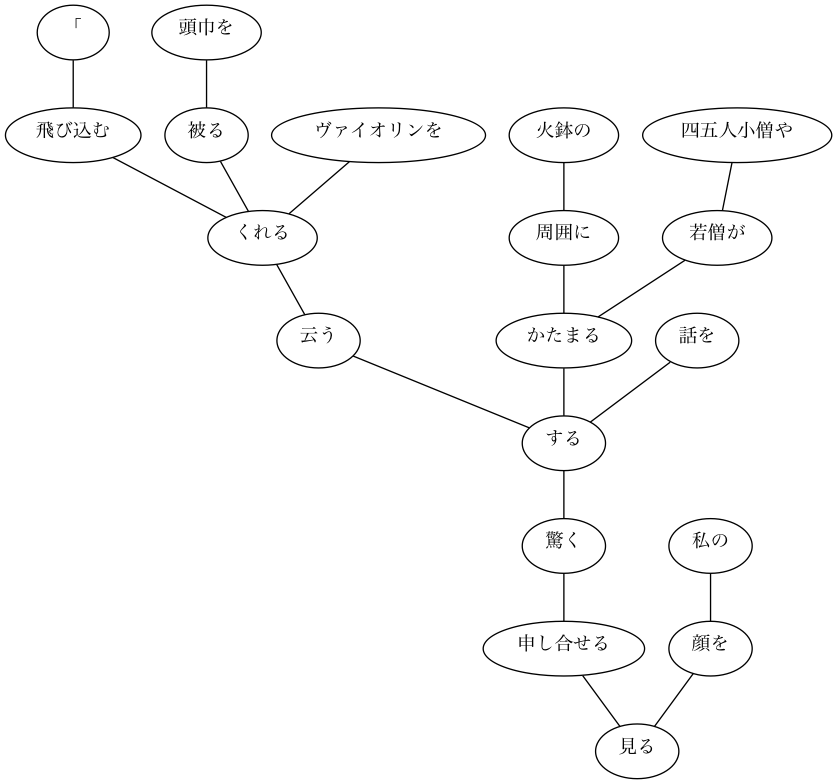 「
頭巾を
飛び込む
被る
ヴァイオリンを
火鉢の
四五人小僧や
くれる
周囲に
若僧が
云う
かたまる
話を
する
驚く
私の
申し合せる
顔を
見る